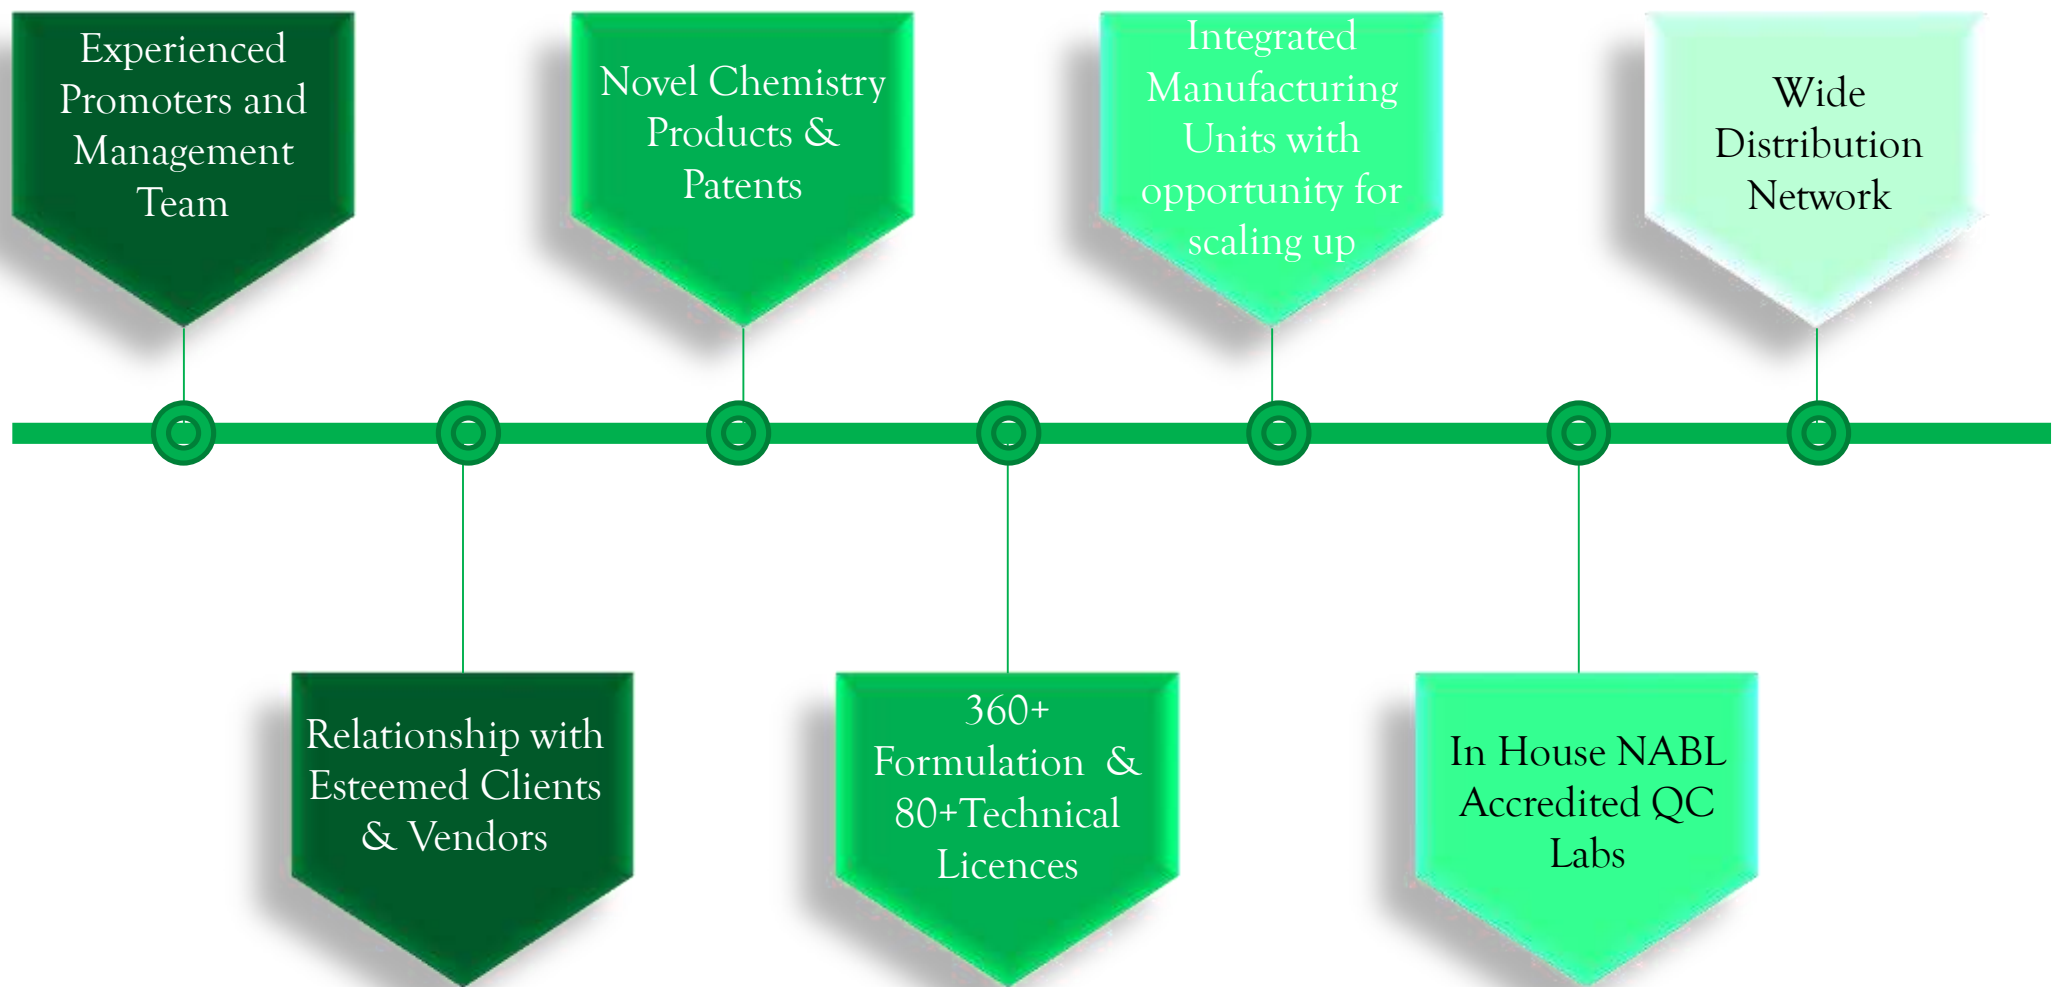 Experienced
Promoters and
Management
Team
Novel Chemistry
Products &
Patents
Integrated
Manufacturing
Units with
opportunity for
scaling up
Wide
Distribution
Network
Relationship with
Esteemed Clients
& Vendors
360+
Formulation &
80+Technical
Licences
In House NABL
Accredited QC
Labs